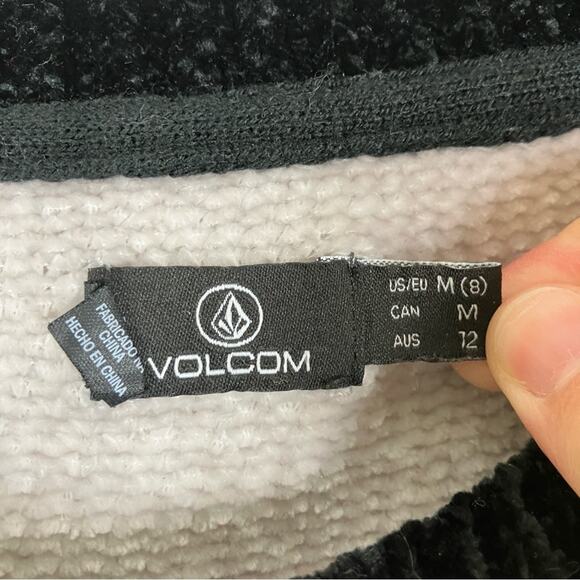 FABRICADO
CHINA
HECHO EN CHINA
VOLCOM
US/EU M (8)
CAN M
AUS 12